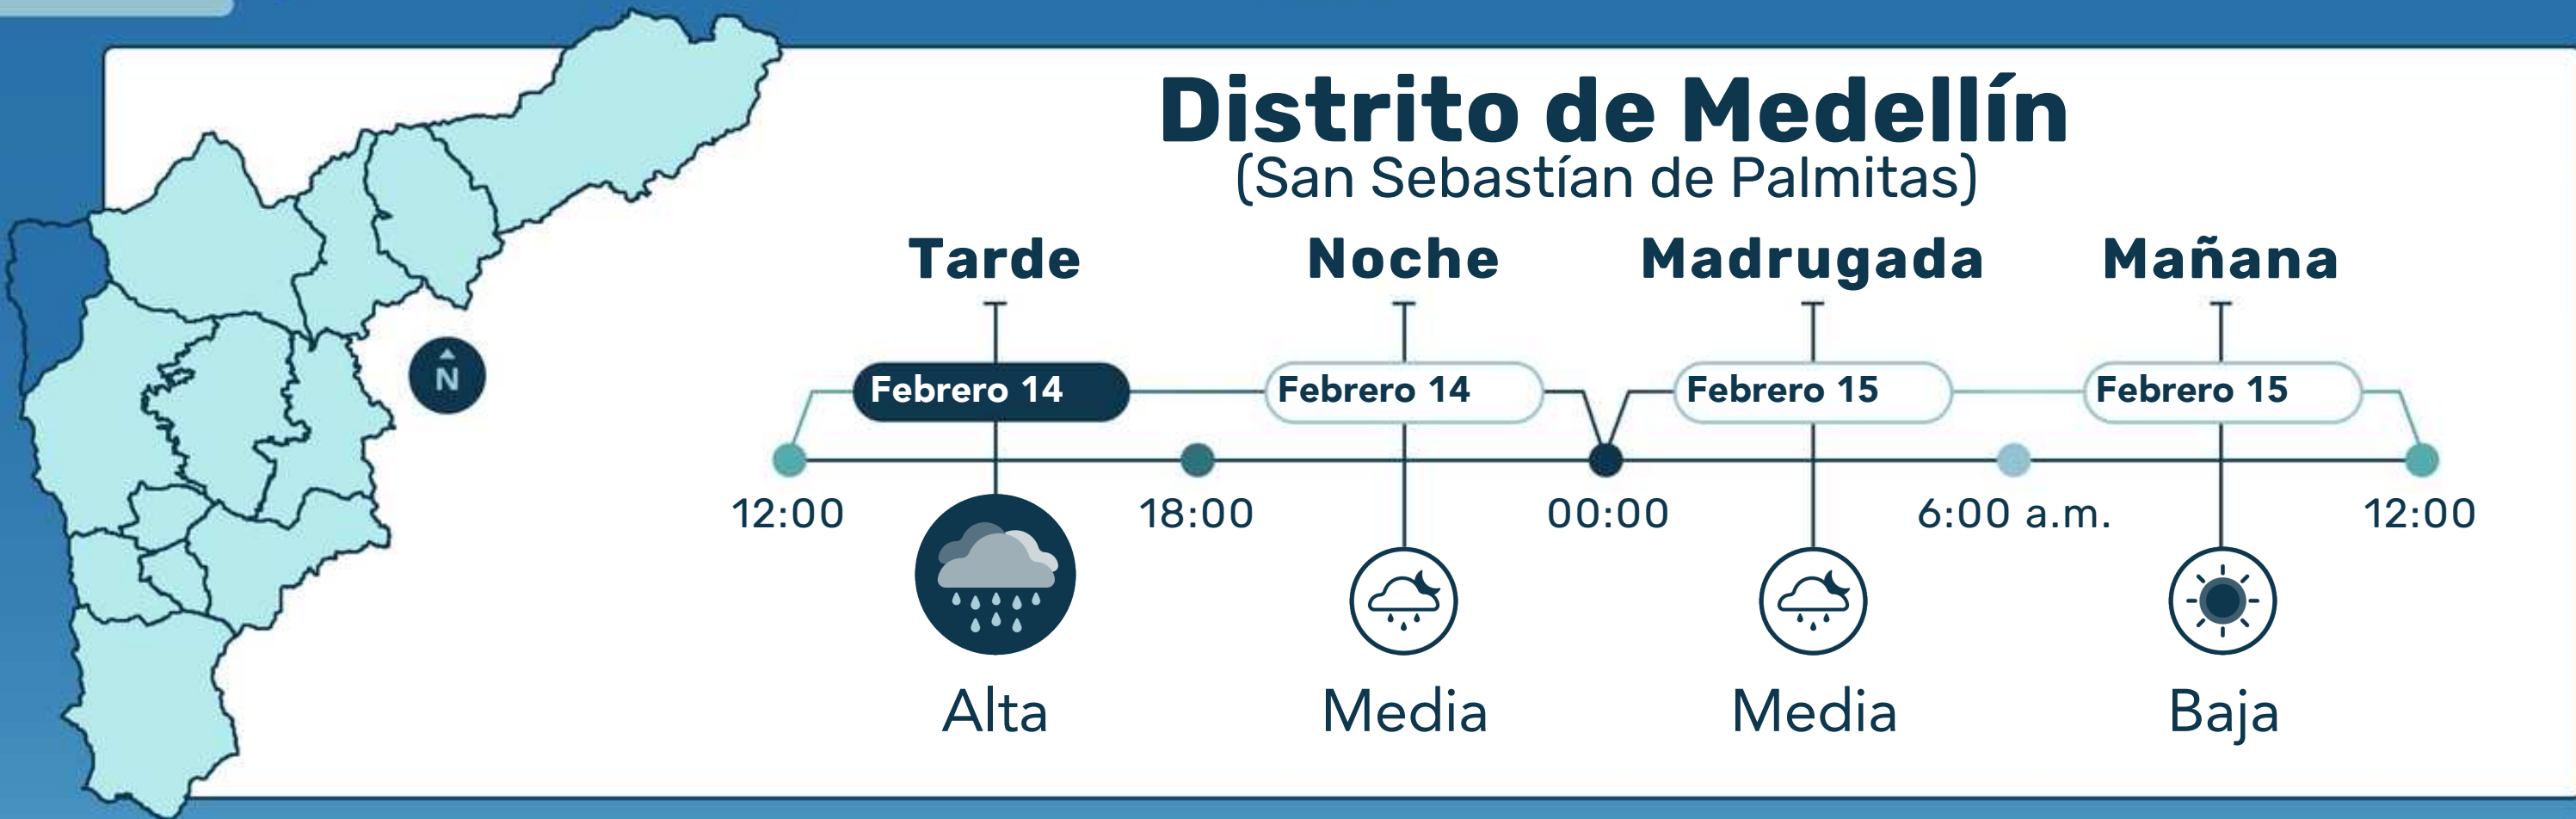 Distrito de Medellín
(San Sebastían de Palmitas)
Tarde Noche Madrugada Mañana
Febrero 14 Febrero 14 Febrero 15 Febrero 15
N
12:00 18:00 00:00 6:00 a.m. 12:00
Alta Media Media Baja